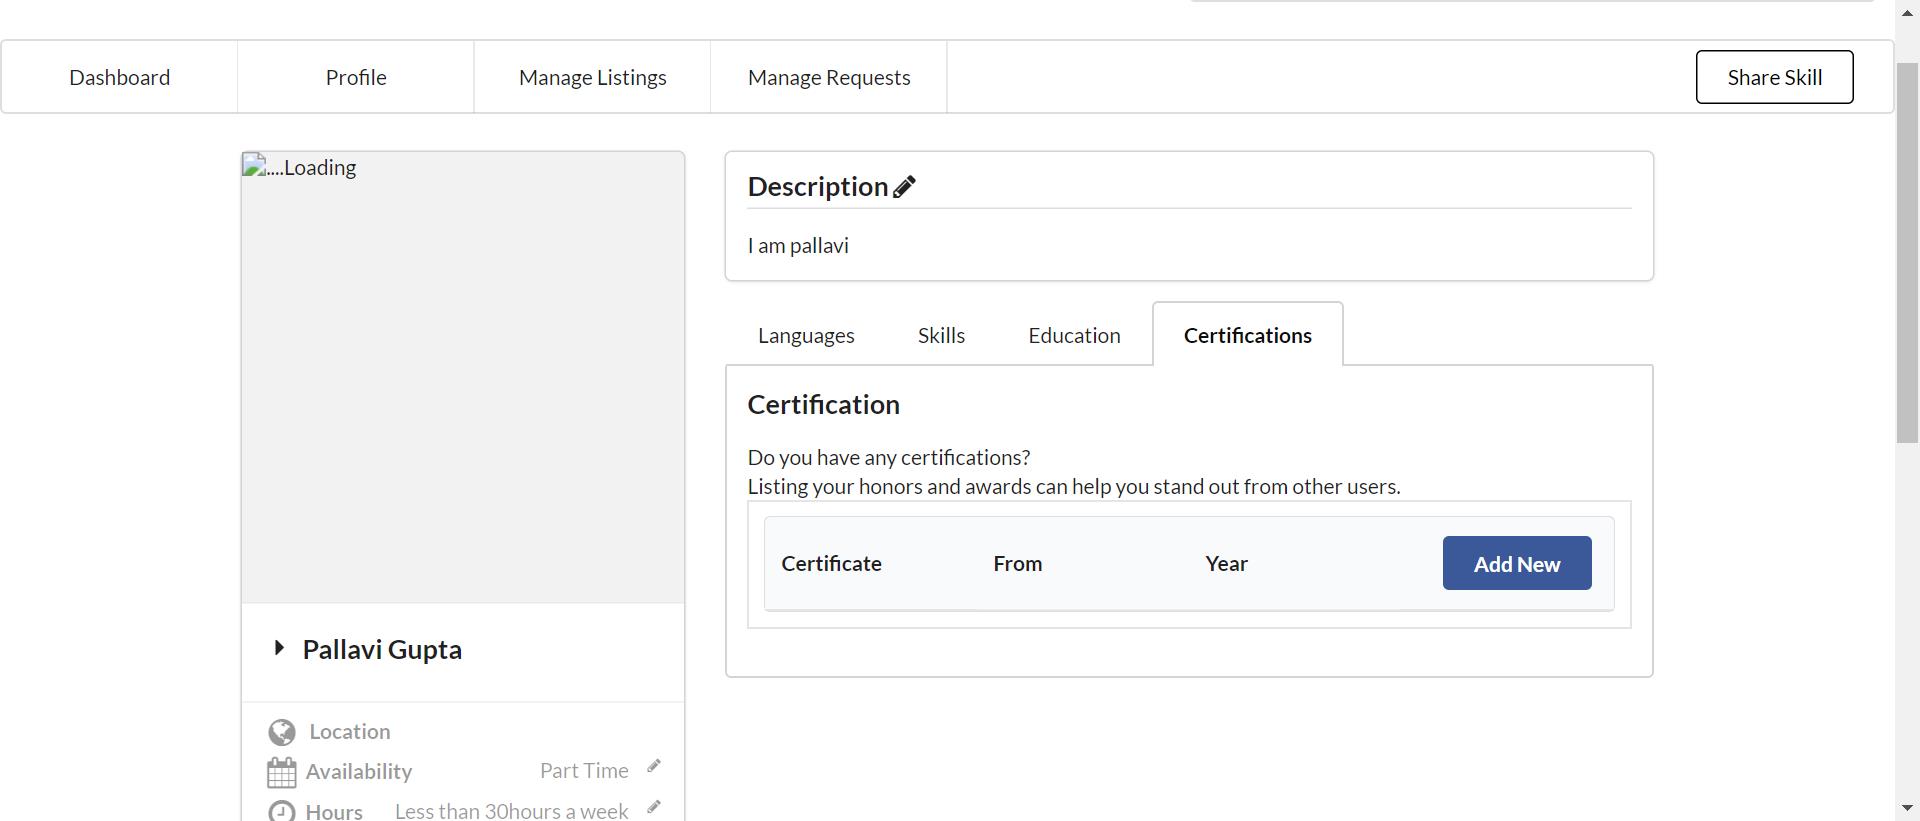 Dashboard
Profile
Manage Listings
Manage Requests
Share Skill
....Loading
Pallavi Gupta
Location
Availability Part Time
Hours Less than 30hours a week
Description
I am pallavi
Languages Skills Education Certifications
Certification
Do you have any certifications?
Listing your honors and awards can help you stand out from other users.
Certificate From Year Add New